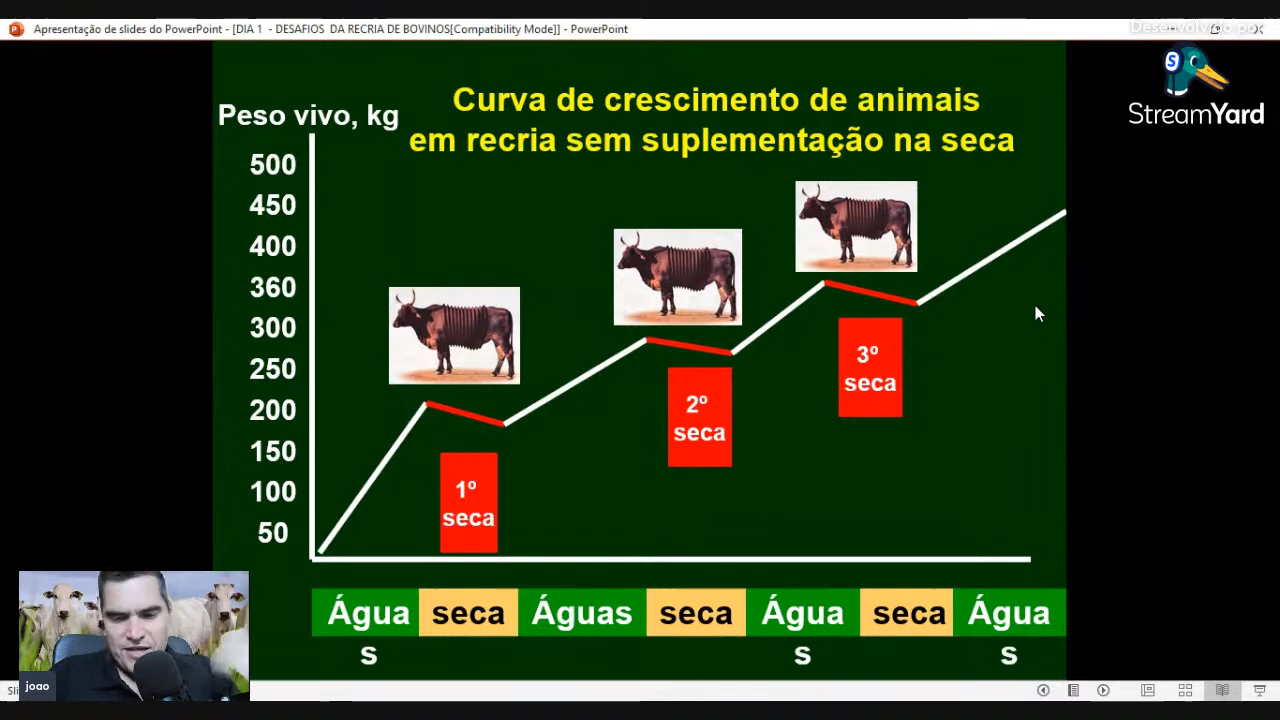 Apresentação de slides do PowerPoint - [DIA 1 - DESAFIOS DA RECRIA DE BOVINOS[Compatibility Mode]] - PowerPoint
Desenvolvido por
StreamYard
S
Curva de crescimento de animais
em recria sem suplementação na seca
Peso vivo, kg
500
450
400
360
300
250
200
150
100
50
1º
seca
2º
seca
3º
seca
Água
s
seca
Águas
seca
Água
s
seca
Água
s
joao